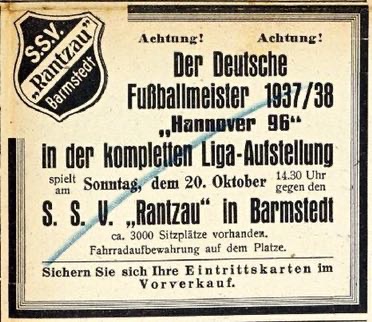 S.S.V.
„Rantzau"
Barmstedt
Achtung! Achtung!
Der Deutsche
Fußballmeister 1937/38
„Hannover 96"
in der kompletten Liga-Aufstellung
spielt am Sonntag, dem 20. Oktober 14.30 Uhr gegen den
S. S. V. „Rantzau" in Barmstedt
ca. 3000 Sitzplätze vorhanden.
Fahrradaufbewahrung auf dem Platze.
Sichern Sie sich Ihre Eintrittskarten im
Vorverkauf.